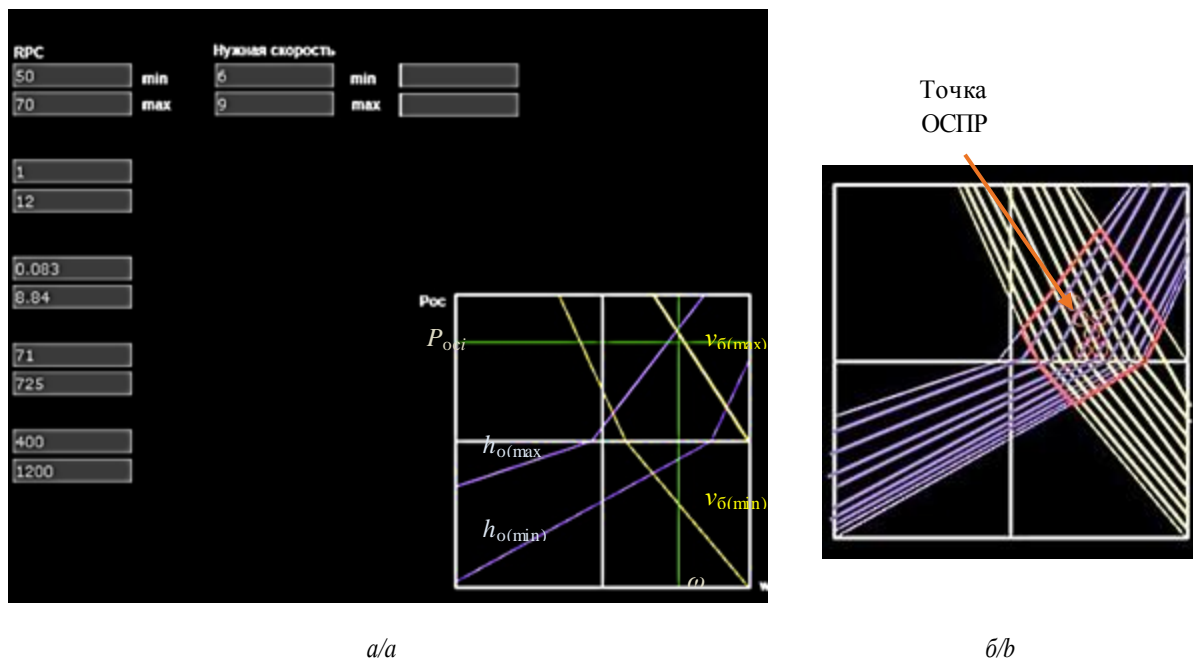 RPC
Нужная скорость
50 min 6 min
70 max 9 max
1
12
0.083
8.84
71
725
400
1200
Рос
Pосi
vб(max)
hо(max
vб(min)
hо(min)
ω
w
Точка
ОСПР
а/a
б/b